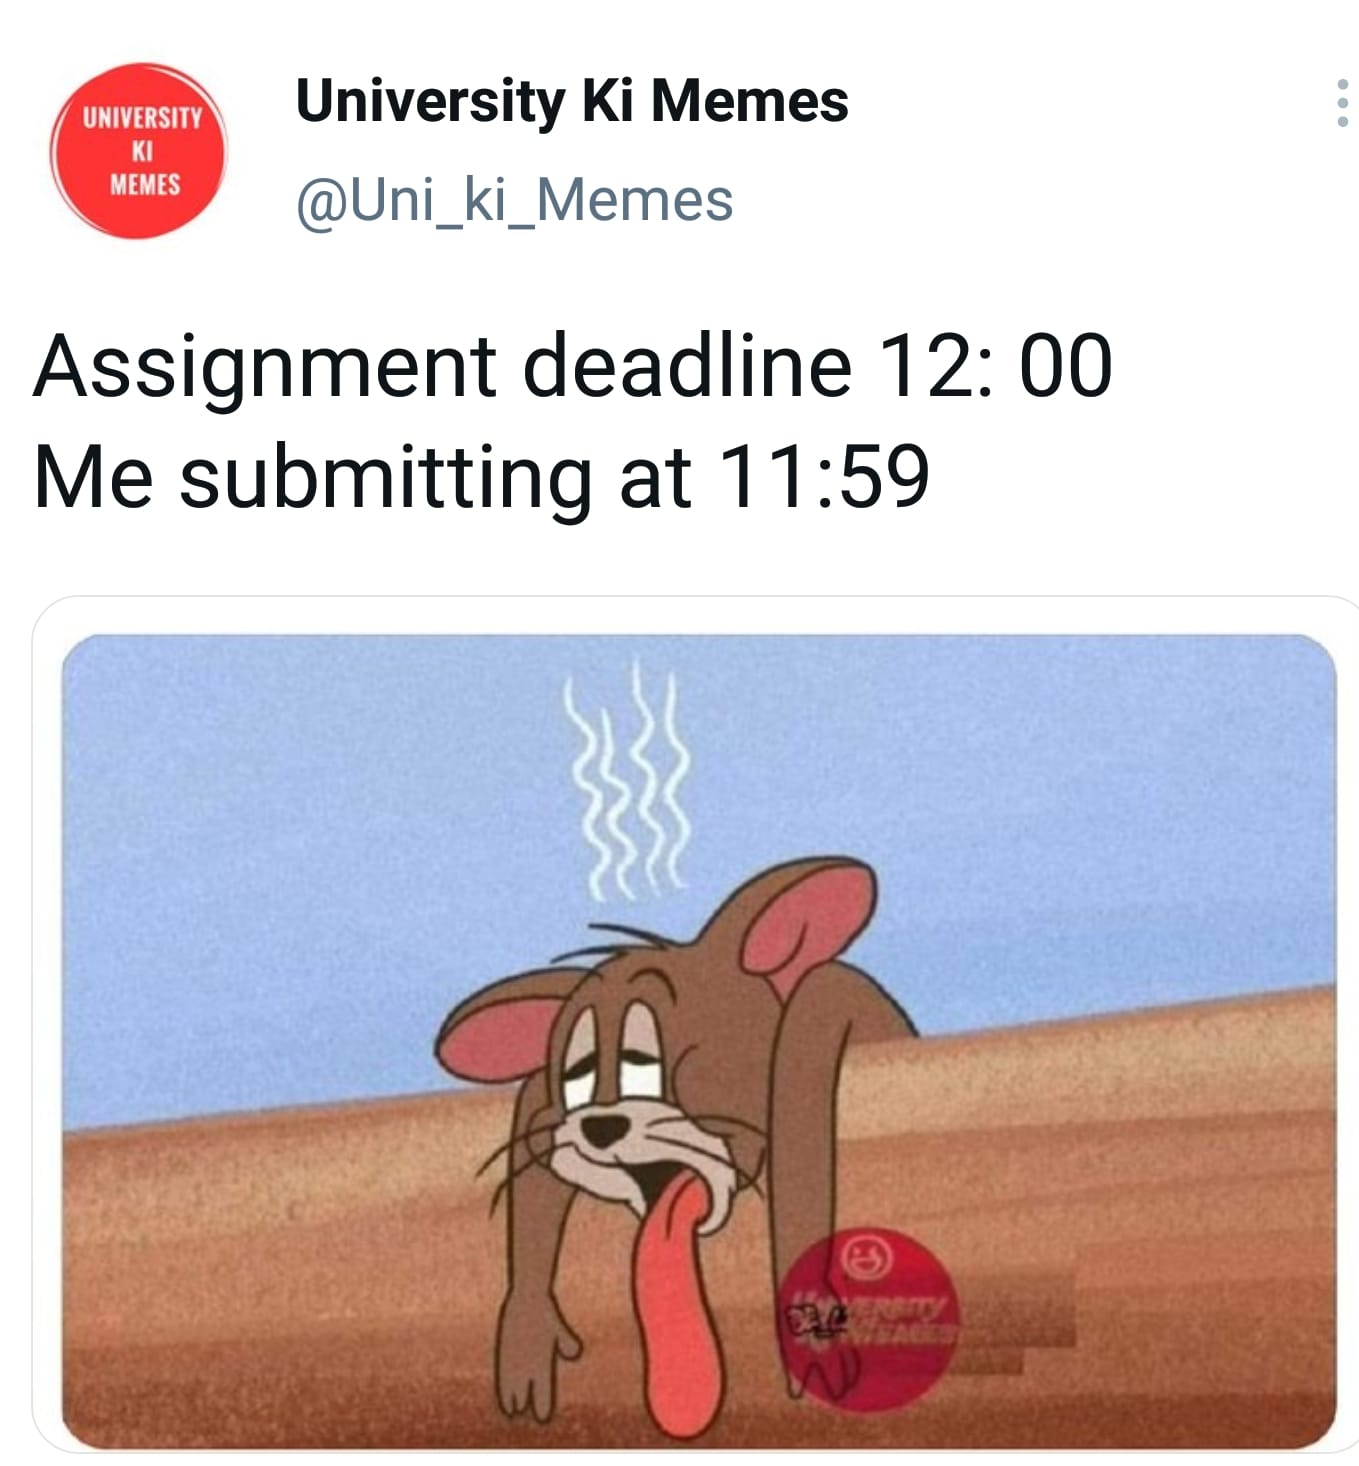 UNIVERSITY
KI
MEMES
University Ki Memes
@Uni_ki_Memes
Assignment deadline 12: 00
Me submitting at 11:59